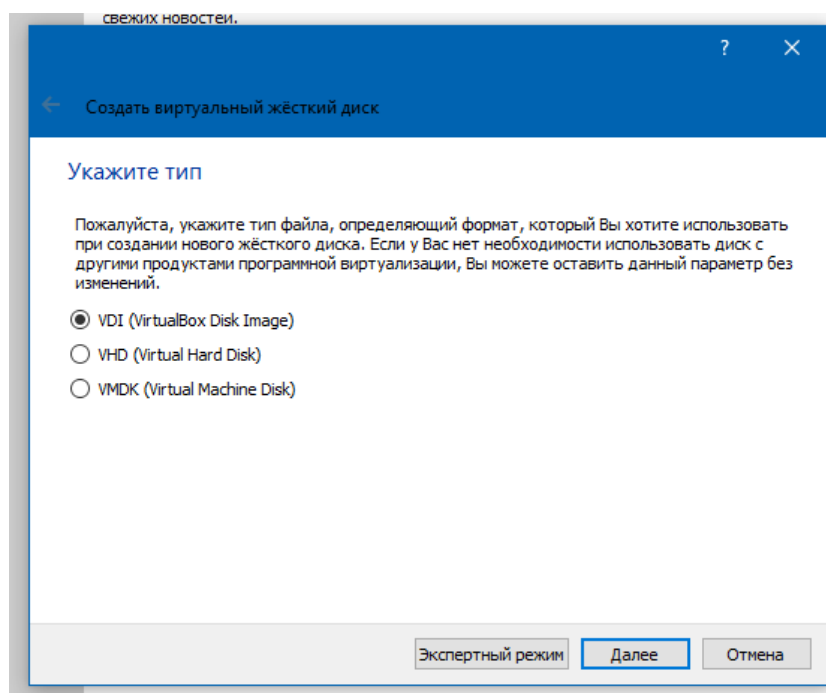 свежих новостей.
?
Создать виртуальный жёсткий диск
Укажите тип
Пожалуйста, укажите тип файла, определяющий формат, который Вы хотите использовать
при создании нового жёсткого диска. Если у Вас нет необходимости использовать диск с
другими продуктами программной виртуализации, Вы можете оставить данный параметр без
изменений.
VDI (VirtualBox Disk Image)
VHD (Virtual Hard Disk)
VMDK (Virtual Machine Disk)
Экспертный режим Далее Отмена